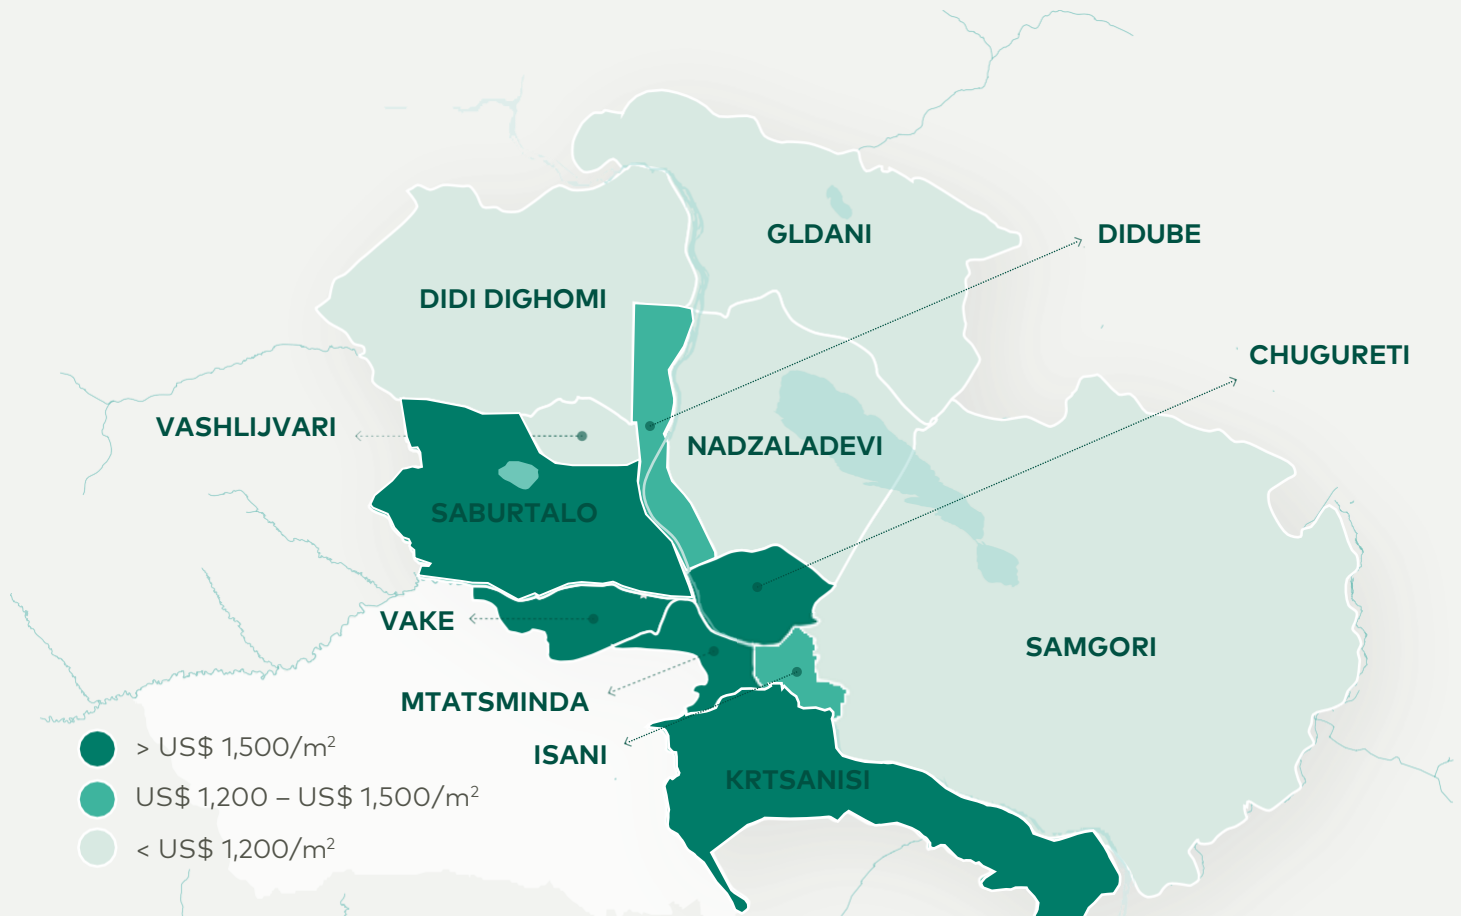 GLDANI
DIDUBE
DIDI DIGHOMI
CHUGURETI
VASHLIJVARI
NADZALADEVI
SABURTALO
VAKE
SAMGORI
MTATSMINDA
ISANI
KRTSANISI
> US$ 1,500/m²
US$ 1,200 – US$ 1,500/m²
< US$ 1,200/m²